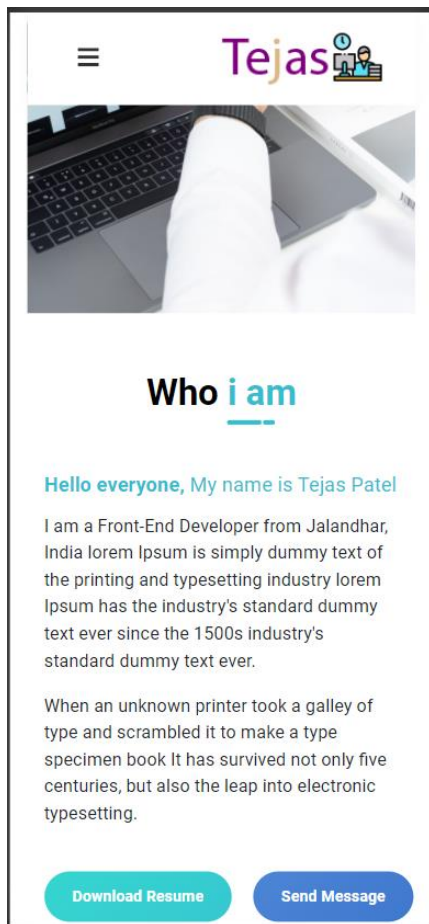 Tejas
Who i am
Hello everyone, My name is Tejas Patel
I am a Front-End Developer from Jalandhar,
India lorem Ipsum is simply dummy text of
the printing and typesetting industry lorem
Ipsum has the industry's standard dummy
text ever since the 1500s industry's
standard dummy text ever.
When an unknown printer took a galley of
type and scrambled it to make a type
specimen book It has survived not only five
centuries, but also the leap into electronic
typesetting.
Download Resume
Send Message